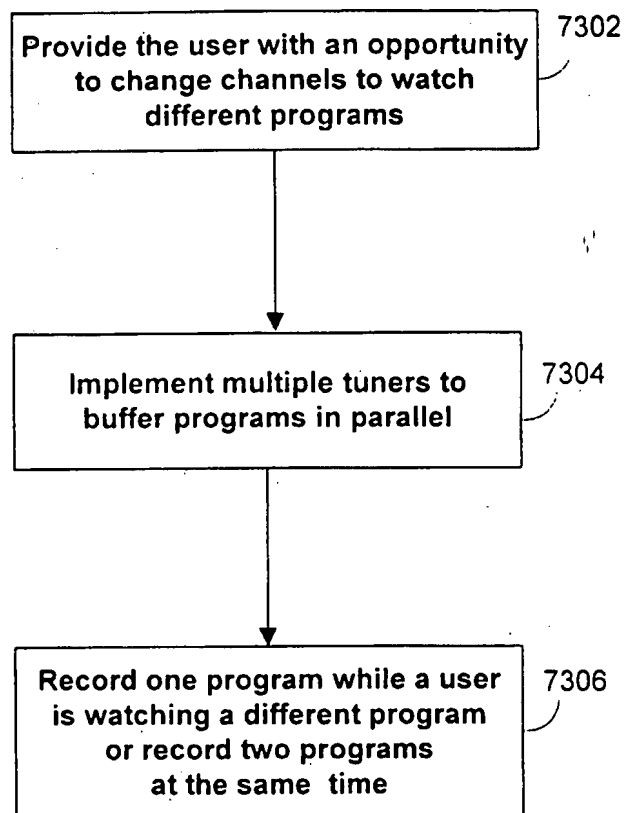 Provide the user with an opportunity
to change channels to watch
different programs
7302
Implement multiple tuners to
buffer programs in parallel
7304
Record one program while a user
is watching a different program
or record two programs
at the same time
7306